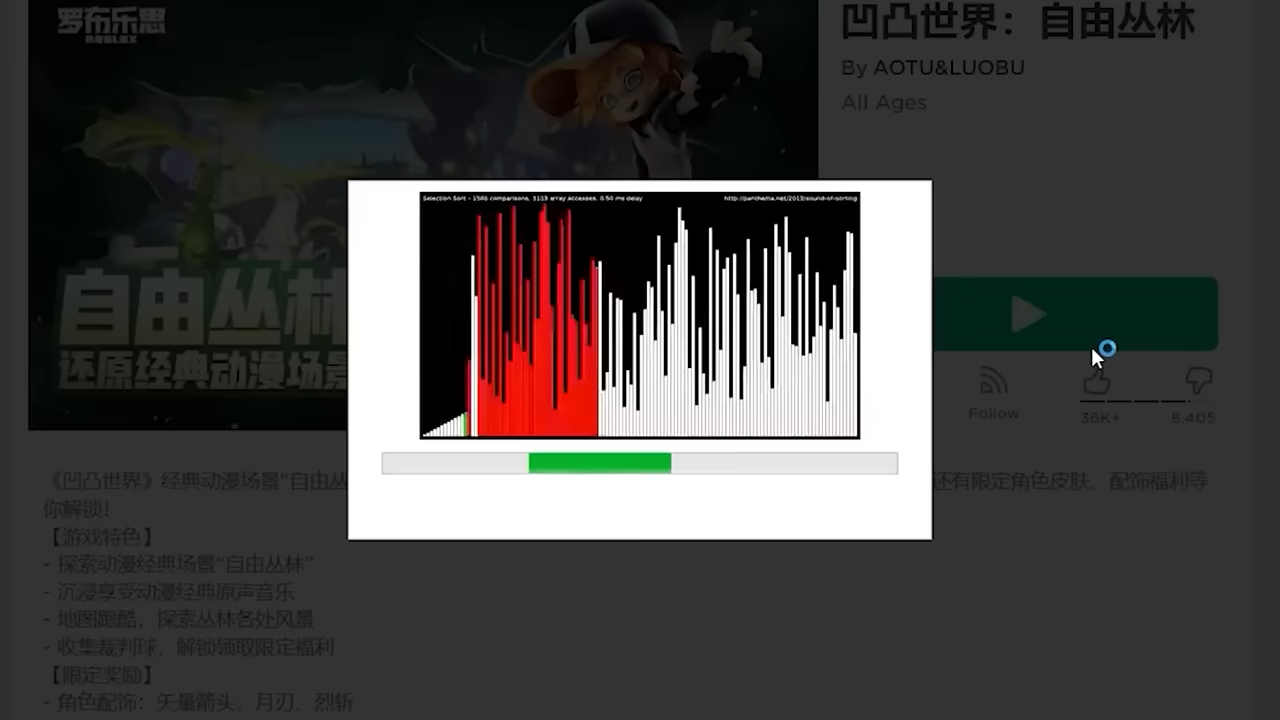 罗布乐思
ROBLOX
凹凸世界：自由丛林
By AOTU&LUOBU
All Ages
Selection Sort - 1586 comparisons, 3183 array accesses, 0.50 ms delay
http://panthema.net/2013/sound-of-sorting
自由丛林
还原经典动漫场景
Follow
36K+
8,405
《凹凸世界》经典动漫场景“自由丛
还有限定角色皮肤、配饰福利等
你解锁！
【游戏特色】
- 探索动漫经典场景“自由丛林”
- 沉浸享受动漫经典原声音乐
- 地图跑酷，探索丛林各处风景
- 收集裁判球，解锁领取限定福利
【限定奖励】
- 角色配饰：矢量箭头、月刃、烈斩